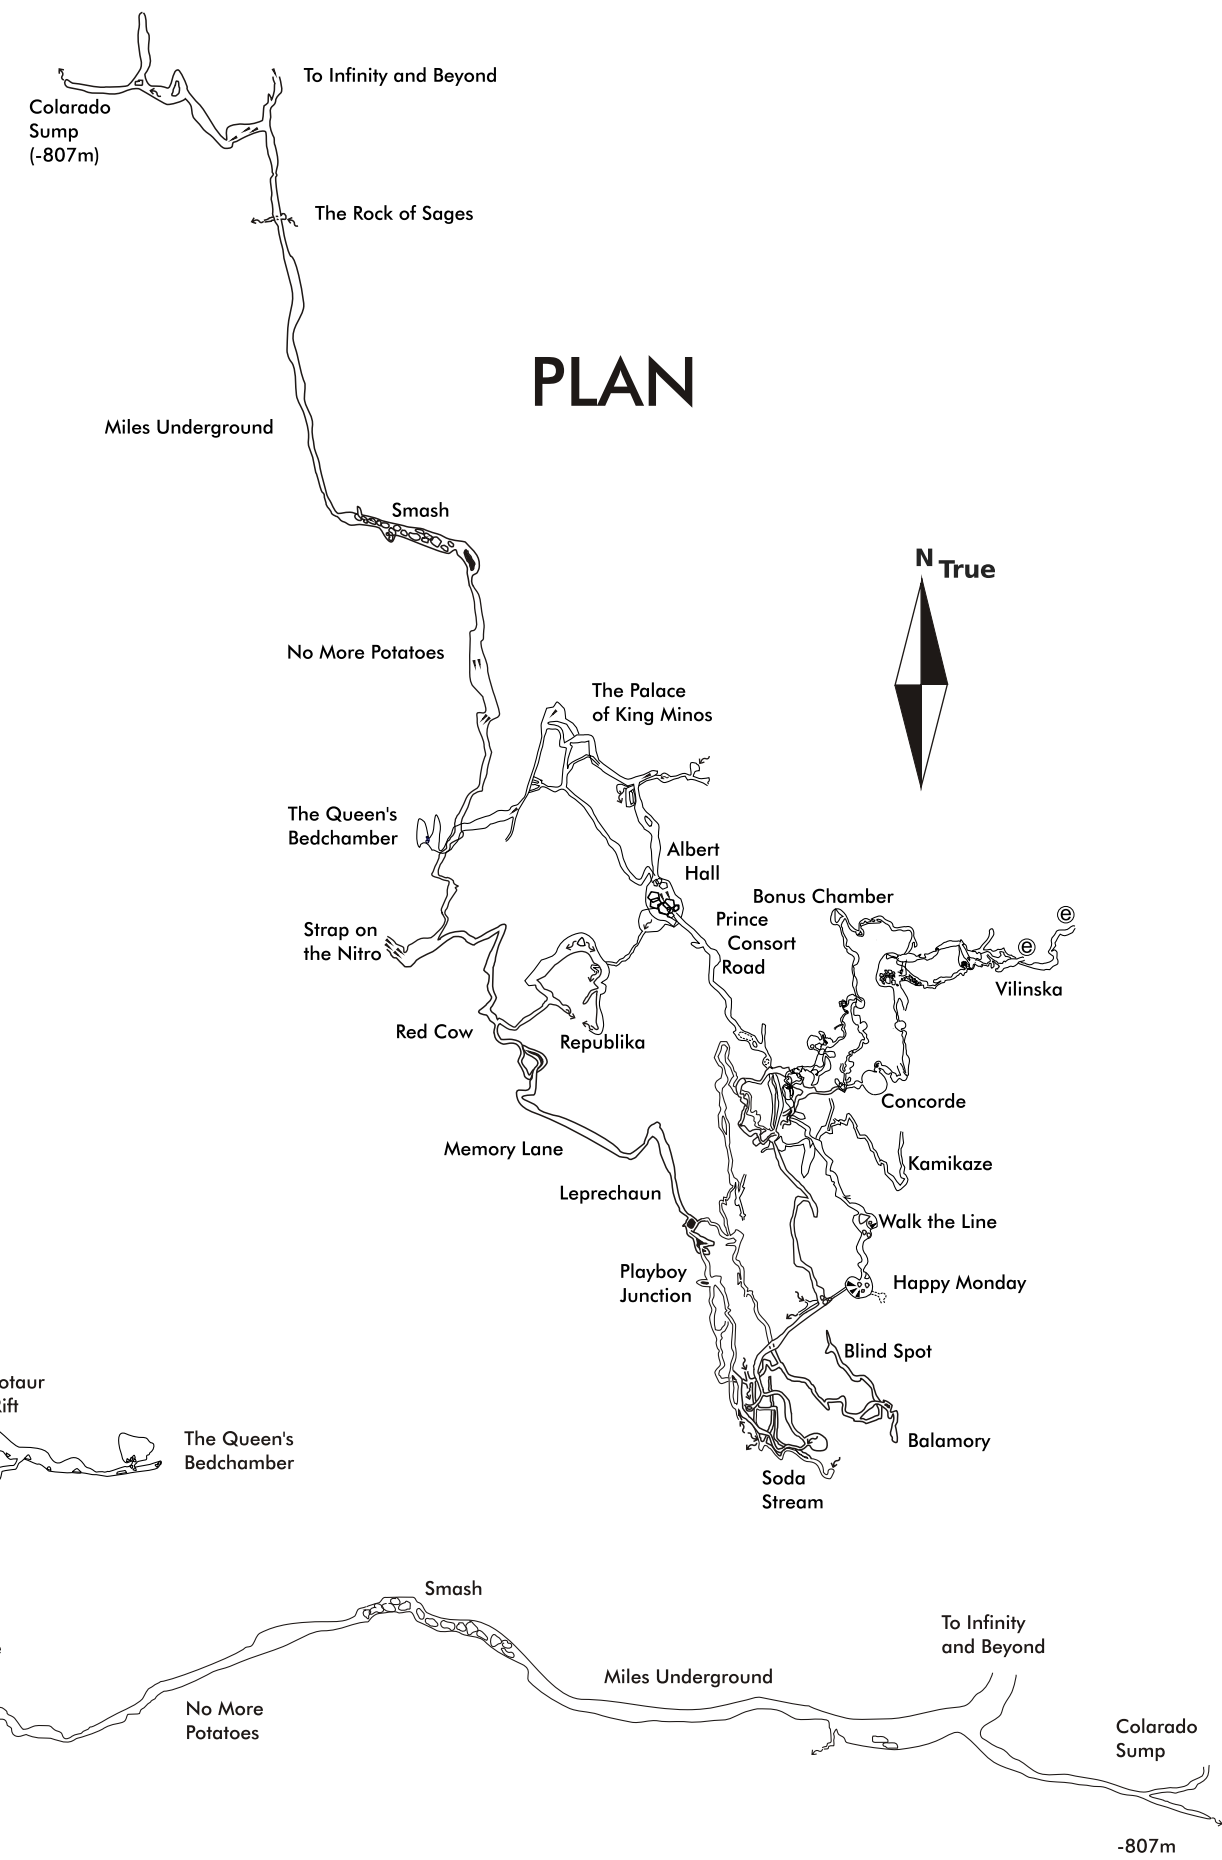 To Infinity and Beyond
Colarado
Sump
(-807m)
The Rock of Sages
PLAN
Miles Underground
Smash
N
True
No More Potatoes
The Palace
of King Minos
The Queen's
Bedchamber
Albert
Hall
Bonus Chamber
Prince
Consort
Road
e
e
Strap on
the Nitro
Vilinska
Red Cow
Republika
Concorde
Memory Lane
Kamikaze
Leprechaun
Walk the Line
Playboy
Junction
Happy Monday
Blind Spot
otaur
Rift
The Queen's
Bedchamber
Balamory
Soda
Stream
Smash
To Infinity
and Beyond
Miles Underground
No More
Potatoes
Colarado
Sump
-807m